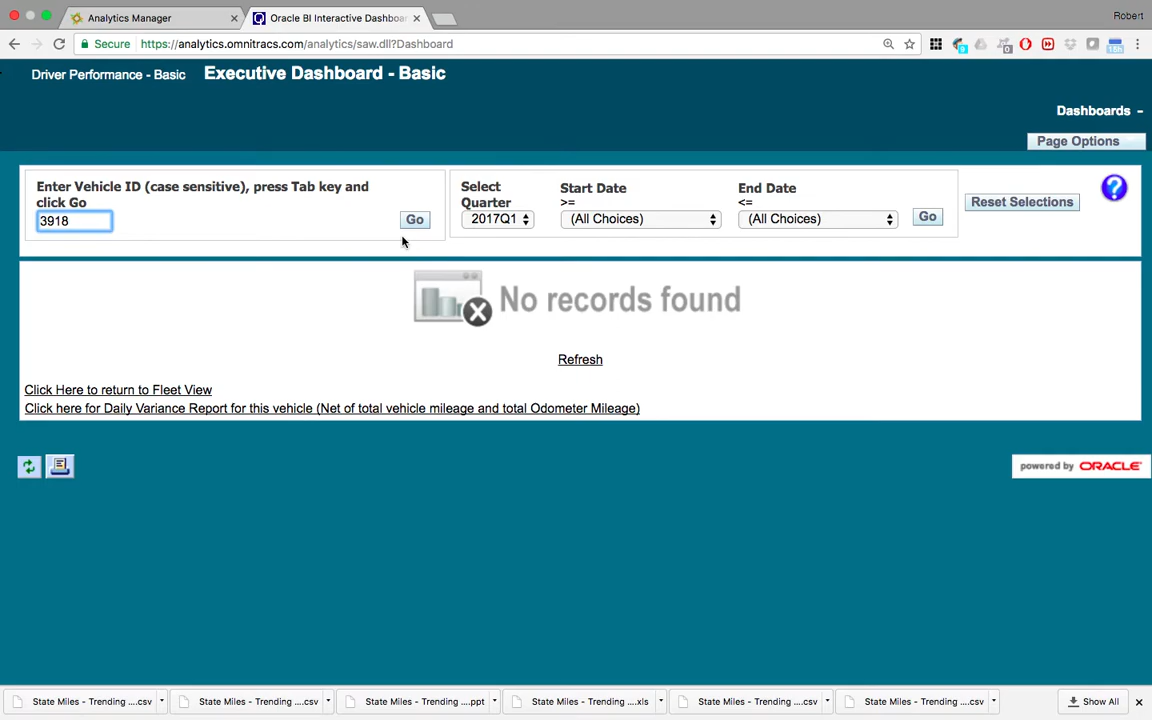 Analytics Manager
Oracle BI Interactive Dashboa
Robert
Secure
https://analytics.omnitracs.com/analytics/saw.dll?Dashboard
Driver Performance - Basic
Executive Dashboard - Basic
Dashboards -
Page Options
Enter Vehicle ID (case sensitive), press Tab key and
click Go
3918
Go
Select
Quarter
2017Q1
Start Date
>=
(All Choices)
End Date
<=
(All Choices)
Go
Reset Selections
?
No records found
Refresh
Click Here to return to Fleet View
Click here for Daily Variance Report for this vehicle (Net of total vehicle mileage and total Odometer Mileage)
powered by ORACLE
State Miles - Trending ....csv
State Miles - Trending ....csv
State Miles - Trending ....ppt
State Miles - Trending ....xls
State Miles - Trending ....csv
State Miles - Trending ....csv
Show All